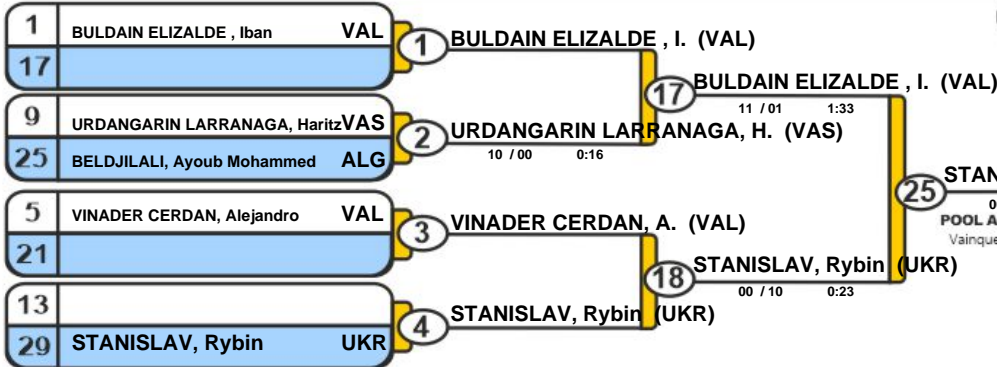 1 BULDAIN ELIZALDE , Iban VAL
17
1 BULDAIN ELIZALDE , I. (VAL)
9 URDANGARIN LARRANAGA, Haritz VAS
25 BELDJILALI, Ayoub Mohammed ALG
2 URDANGARIN LARRANAGA, H. (VAS)
10 / 00 0:16
17 BULDAIN ELIZALDE , I. (VAL)
11 / 01 1:33
5 VINADER CERDAN, Alejandro VAL
21
3 VINADER CERDAN, A. (VAL)
13
29 STANISLAV, Rybin UKR
4 STANISLAV, Rybin (UKR)
18 STANISLAV, Rybin (UKR)
00 / 10 0:23
25 STAN
0
POOL A
Vainque